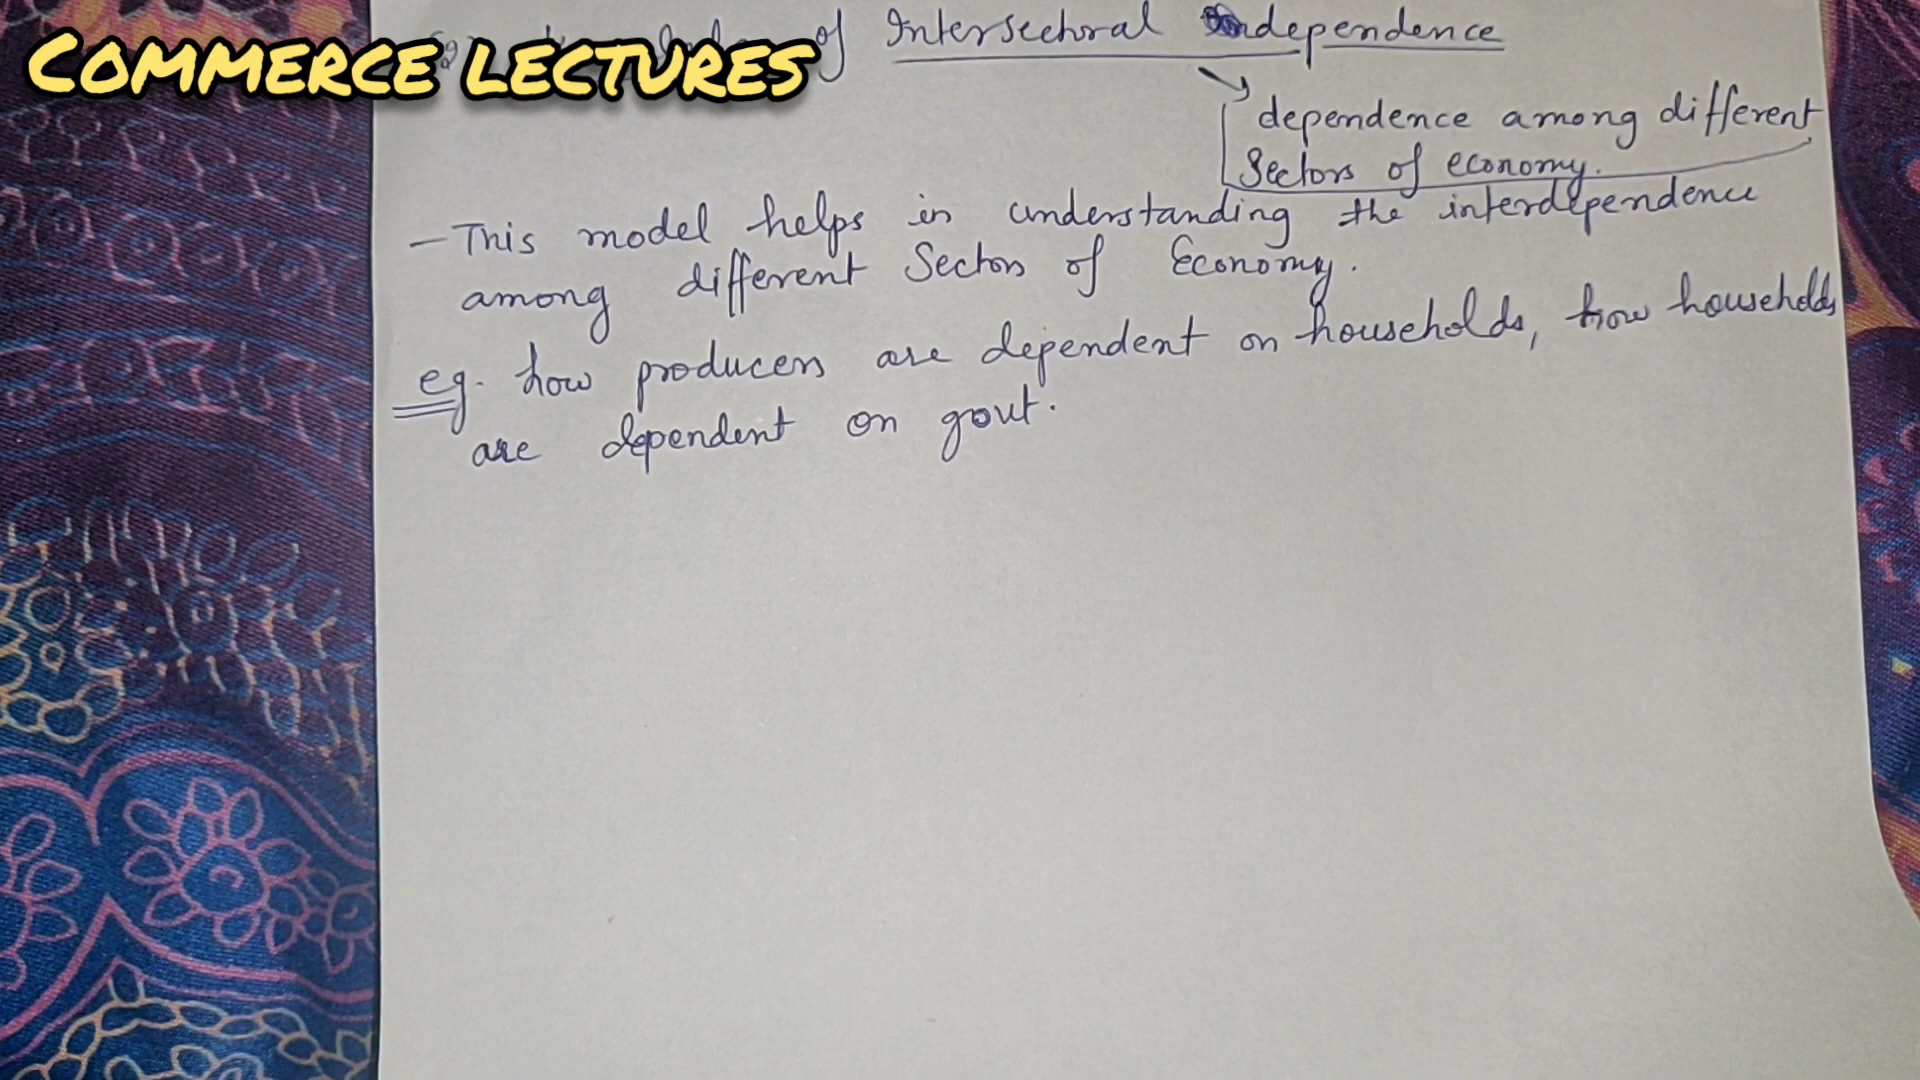 COMMERCE LECTURES
of Intersectoral dependence
dependence among different
Sectors of economy.
– This model helps in understanding the interdependence
among different Sectors of Economy.
eg. how producers are dependent on households, how households
are dependent on govt.